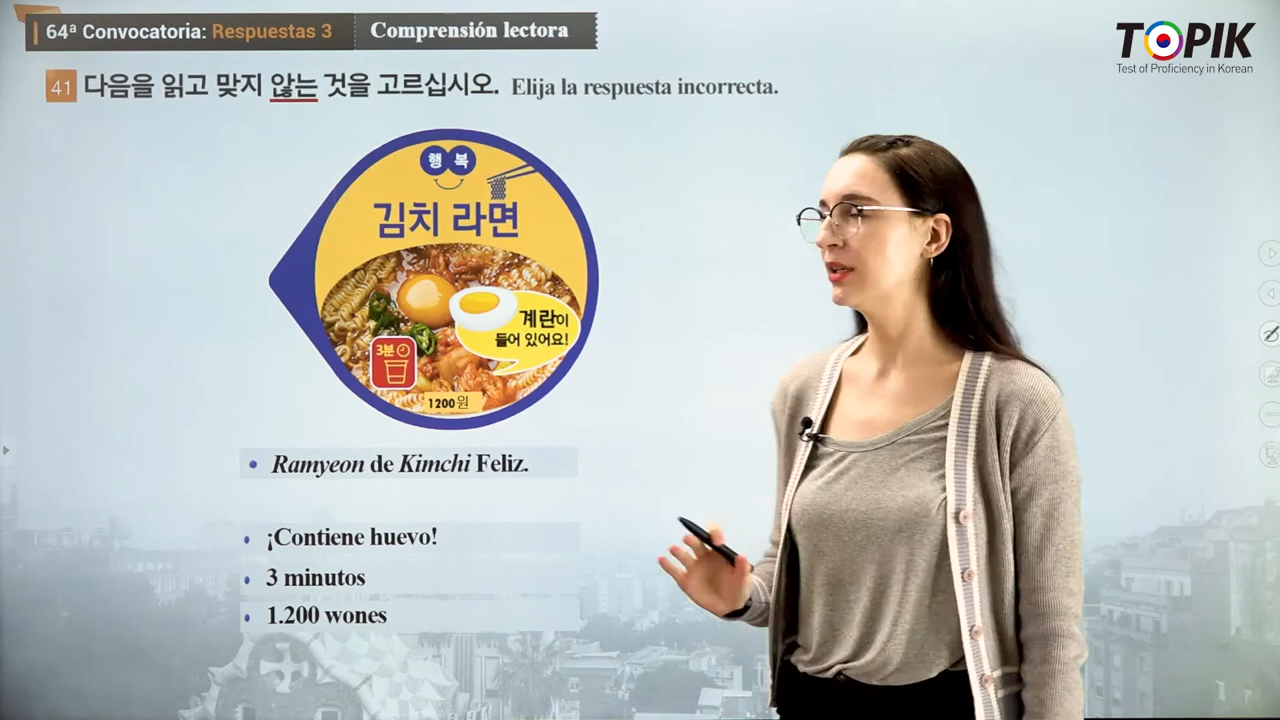 64ª Convocatoria: Respuestas 3
Comprensión lectora
TOPIK
Test of Proficiency in Korean
41 다음을 읽고 맞지 않는 것을 고르십시오. Elija la respuesta incorrecta.
행복
김치 라면
계란이
들어 있어요!
3분
1200원
• Ramyeon de Kimchi Feliz.
• ¡Contiene huevo!
• 3 minutos
• 1.200 wones